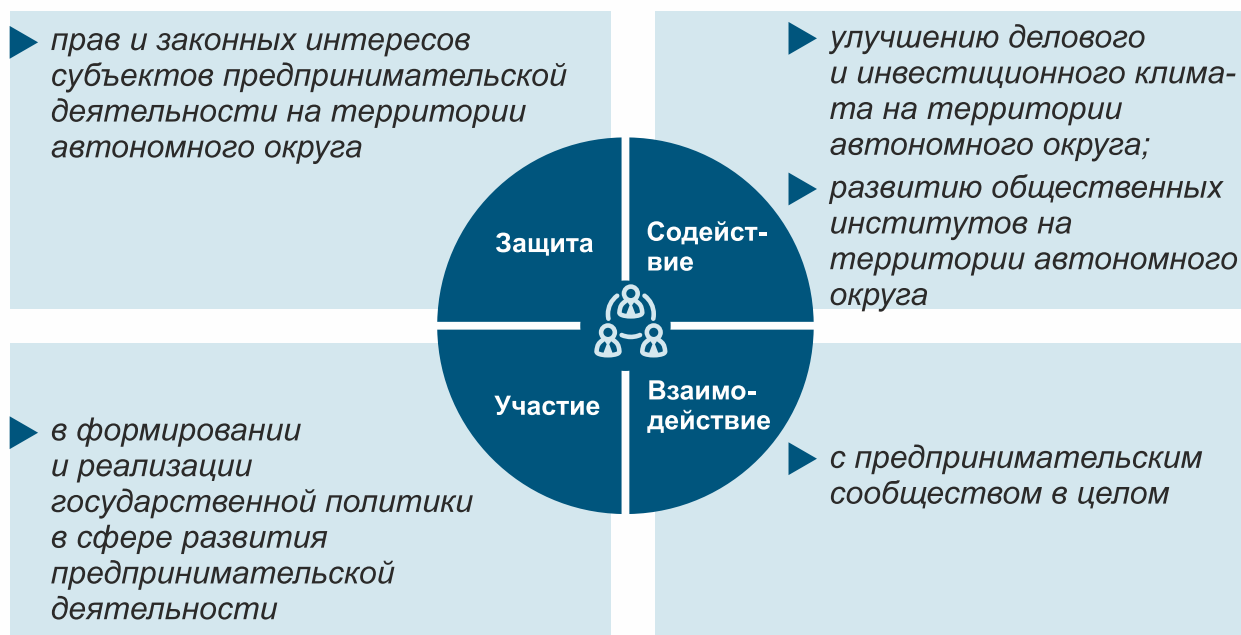 прав и законных интересов
субъектов предпринимательской
деятельности на территории
автономного округа
Защита
улучшению делового
и инвестиционного клима-
та на территории
автономного округа;
развитию общественных
институтов на
территории автономного
округа
Содейст-
вие
Участие
в формировании
и реализации
государственной политики
в сфере развития
предпринимательской
деятельности
Взаимо-
действие
с предпринимательским
сообществом в целом